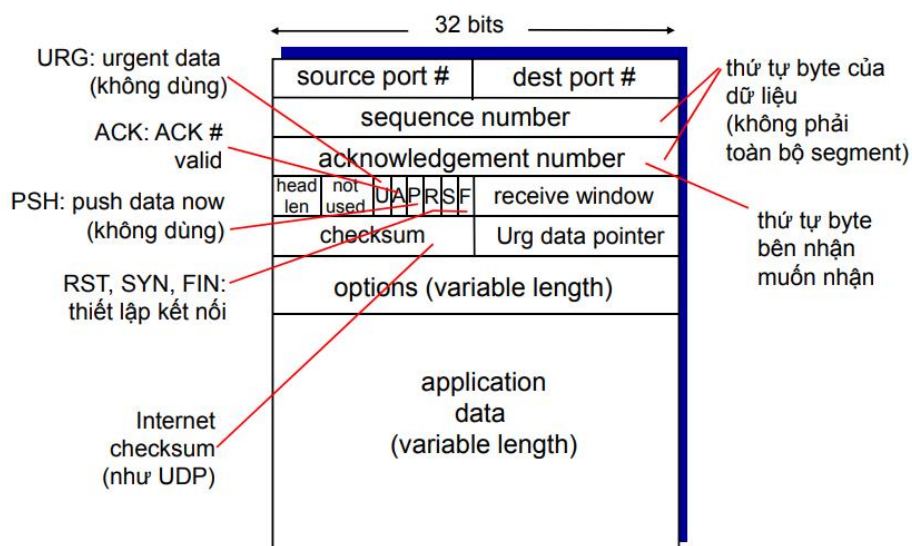 32 bits
URG: urgent data
(không dùng)
ACK: ACK #
valid
PSH: push data now
(không dùng)
RST, SYN, FIN:
thiết lập kết nối
Internet
checksum
(như UDP)
source port #
dest port #
sequence number
acknowledgement number
head
len
not
used
U
A
P
R
S
F
receive window
checksum
Urg data pointer
options (variable length)
application
data
(variable length)
thứ tự byte của
dữ liệu
(không phải
toàn bộ segment)
thứ tự byte
bên nhận
muốn nhận